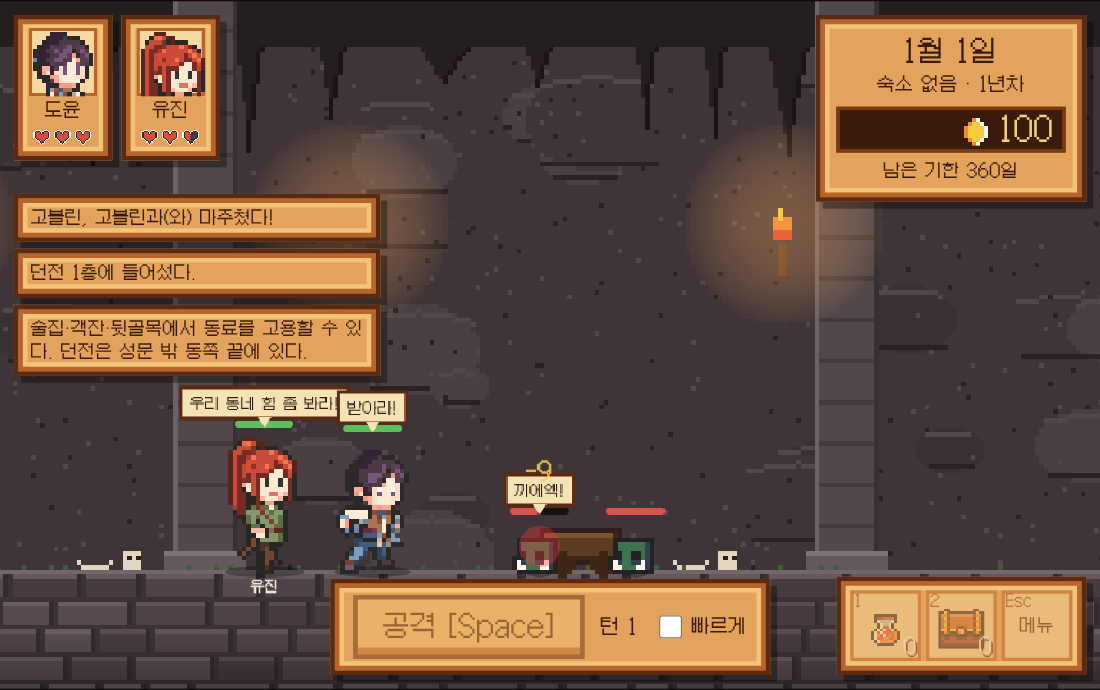 도윤
유진
1월 1일
숙소 없음 · 1년차
100
남은 기한 360일
고블린, 고블린과(와) 마주쳤다!
던전 1층에 들어섰다.
술집·객잔·뒷골목에서 동료를 고용할 수 있
다. 던전은 성문 밖 동쪽 끝에 있다.
우리 동네 힘 좀 봐라!
받아라!
-9
끼에엑!
유진
공격 [Space]
턴 1
빠르게
1
0
2
0
Esc
메뉴